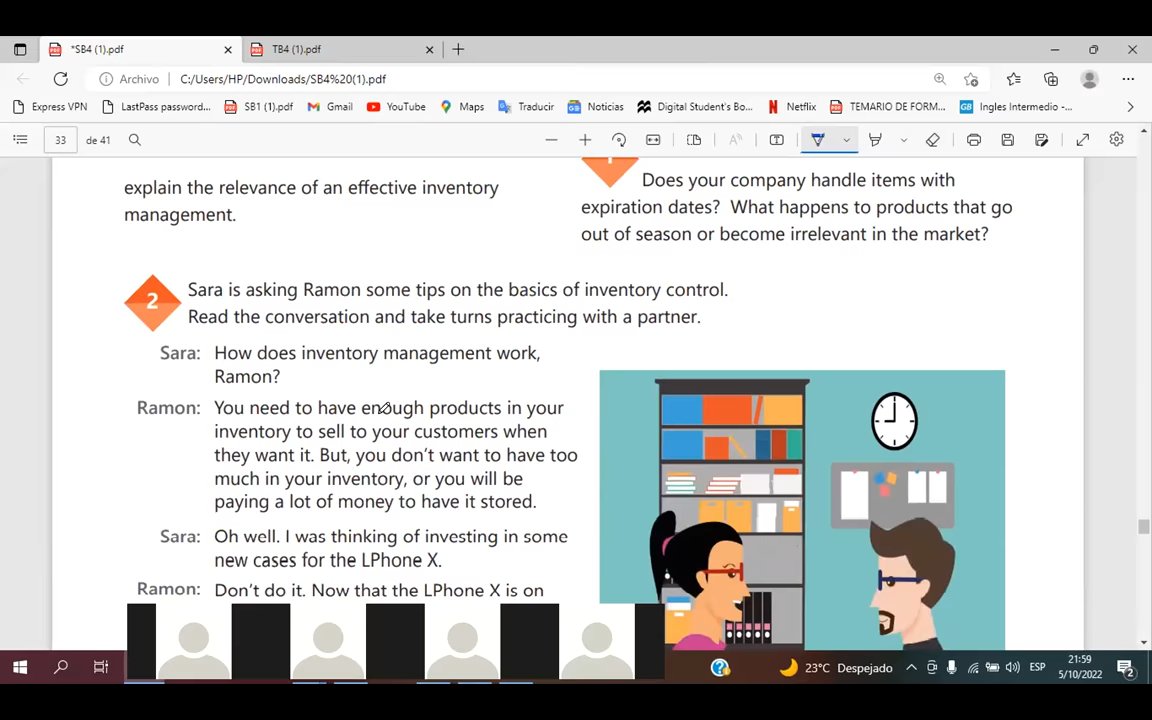 *SB4 (1).pdf
TB4 (1).pdf
Archivo
C:/Users/HP/Downloads/SB4%20(1).pdf
Express VPN
LastPass password...
SB1 (1).pdf
Gmail
YouTube
Maps
Traducir
Noticias
Digital Student's Bo...
Netflix
TEMARIO DE FORM...
Ingles Intermedio –...
33
de 41
explain the relevance of an effective inventory
management.
Does your company handle items with
expiration dates? What happens to products that go
out of season or become irrelevant in the market?
2
Sara is asking Ramon some tips on the basics of inventory control.
Read the conversation and take turns practicing with a partner.
Sara: How does inventory management work,
Ramon?
Ramon: You need to have enough products in your
inventory to sell to your customers when
they want it. But, you don't want to have too
much in your inventory, or you will be
paying a lot of money to have it stored.
Sara: Oh well. I was thinking of investing in some
new cases for the LPhone X.
Ramon: Don't do it. Now that the LPhone X is on
23°C Despejado
ESP
21:59
5/10/2022
2